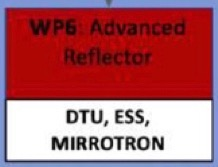 WP6: Advanced
Reflector
DTU, ESS,
MIRROTRON